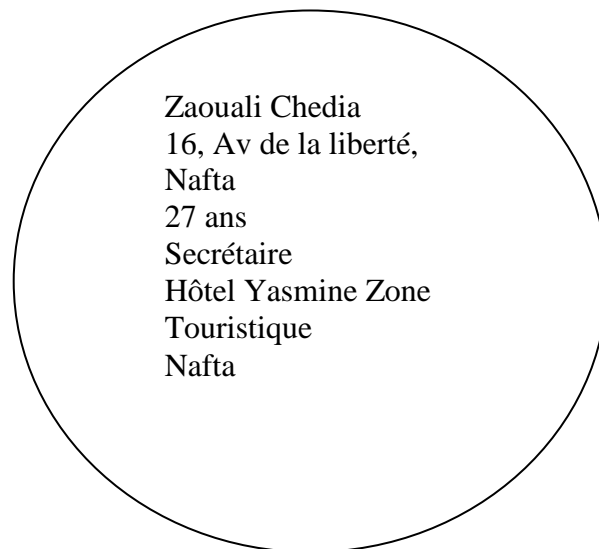 Zaouali Chedia
16, Av de la liberté,
Nafta
27 ans
Secrétaire
Hôtel Yasmine Zone
Touristique
Nafta